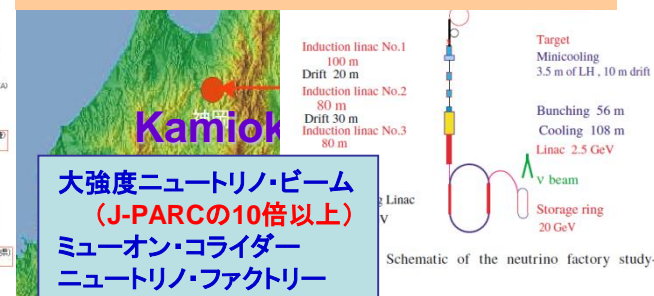 神岡
Kamiok
大強度ニュートリノ・ビーム
(J-PARCの10倍以上)
ミューオン・コライダー
ニュートリノ・ファクトリー
Induction linac No.1
100 m
Drift 20 m
Induction linac No.2
80 m
Drift 30 m
Induction linac No.3
80 m
Linac
V
Target
Minicooling
3.5 m of LH , 10 m drift
Bunching 56 m
Cooling 108 m
Linac 2.5 GeV
ν beam
Storage ring
20 GeV
Schematic of the neutrino factory study-